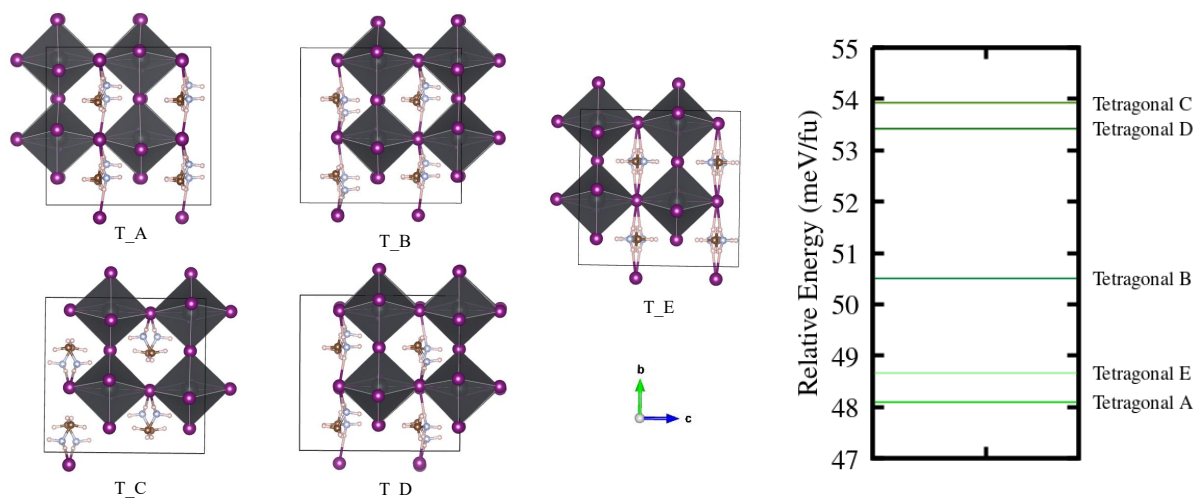 T_A
T_B
T_C
T_D
T_E
b
c
Relative Energy (meV/fu)
55
54
53
52
51
50
49
48
47
Tetragonal C
Tetragonal D
Tetragonal B
Tetragonal E
Tetragonal A